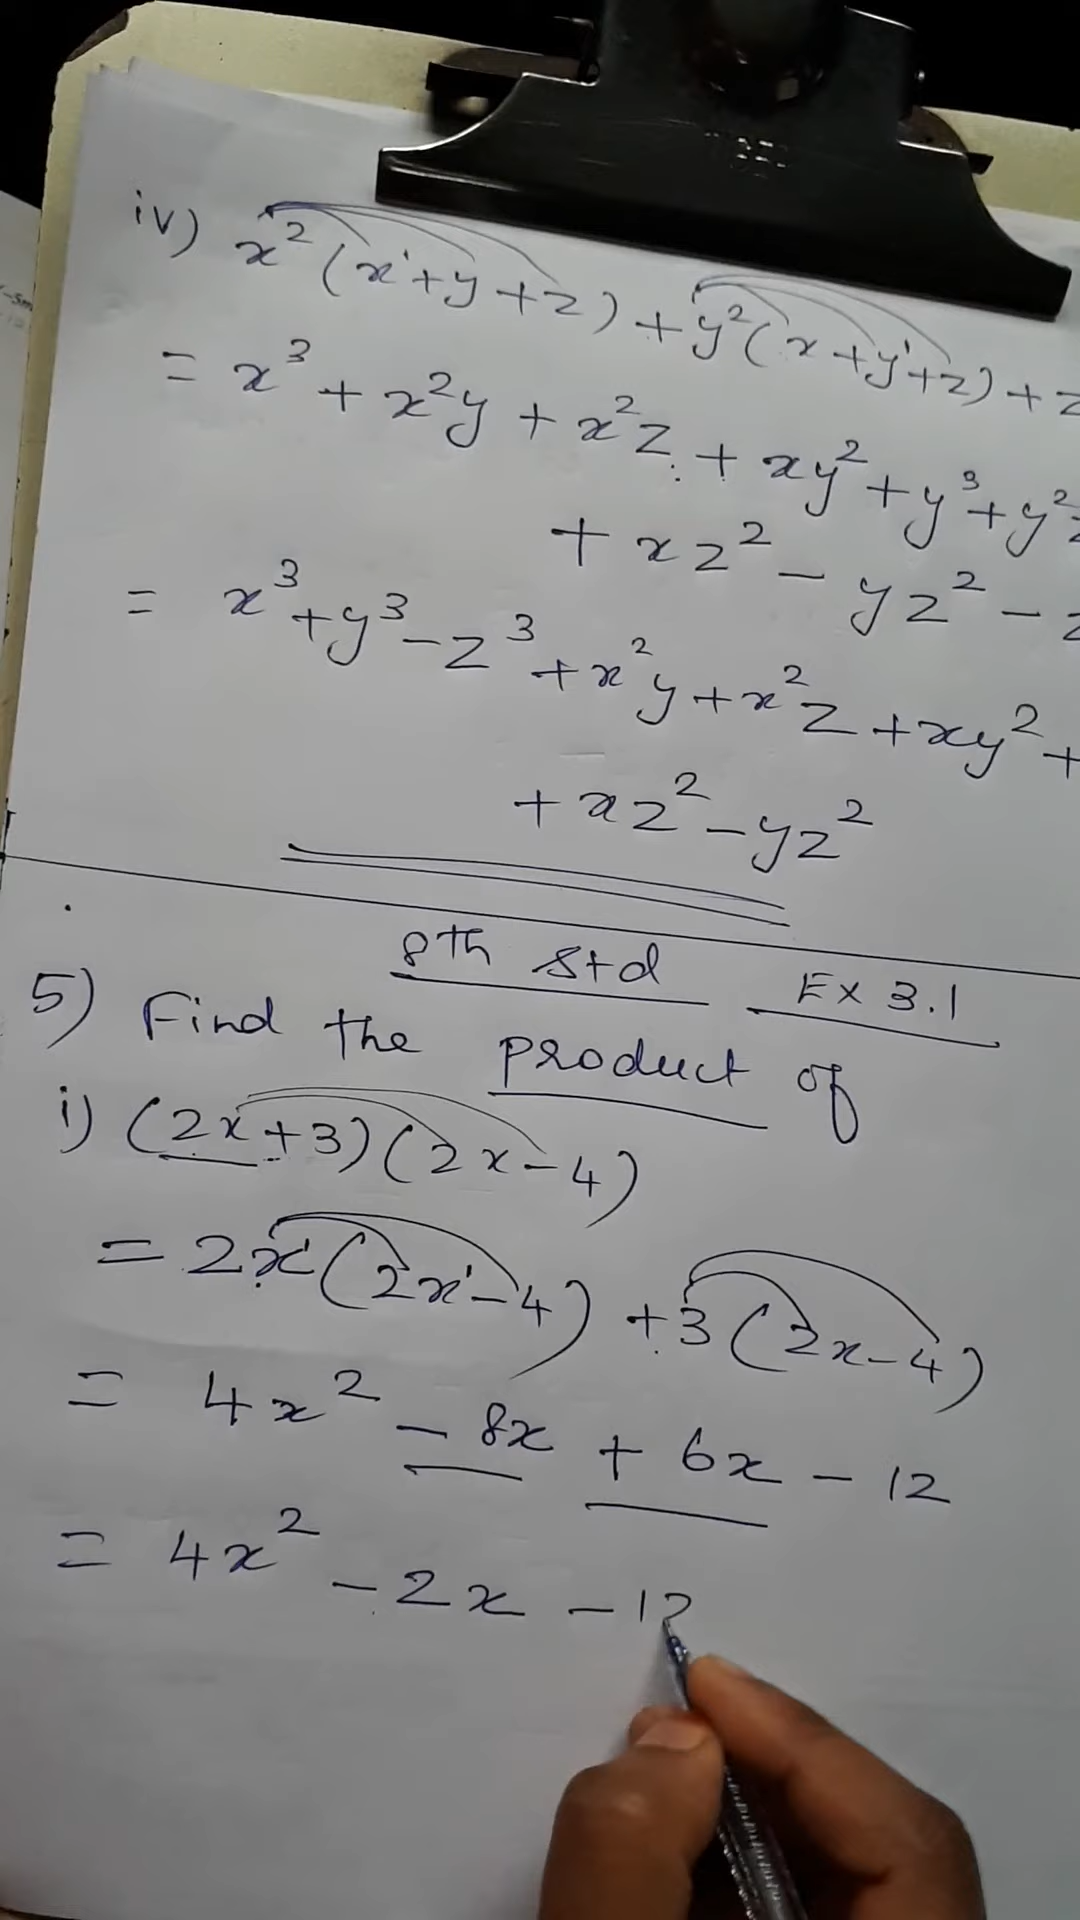 iv) x²(x+y+z)+y²(x+y+z)+z
= x³+x²y+x²z+xy²+y³+y²z
+xz²-yz²-z
= x³+y³-z³+x²y+x²z+xy²+
+xz²-yz²
8th Std Ex 3.1
5) Find the product of
i) (2x+3)(2x-4)
= 2x(2x-4)+3(2x-4)
= 4x²-8x+6x-12
= 4x²-2x-12